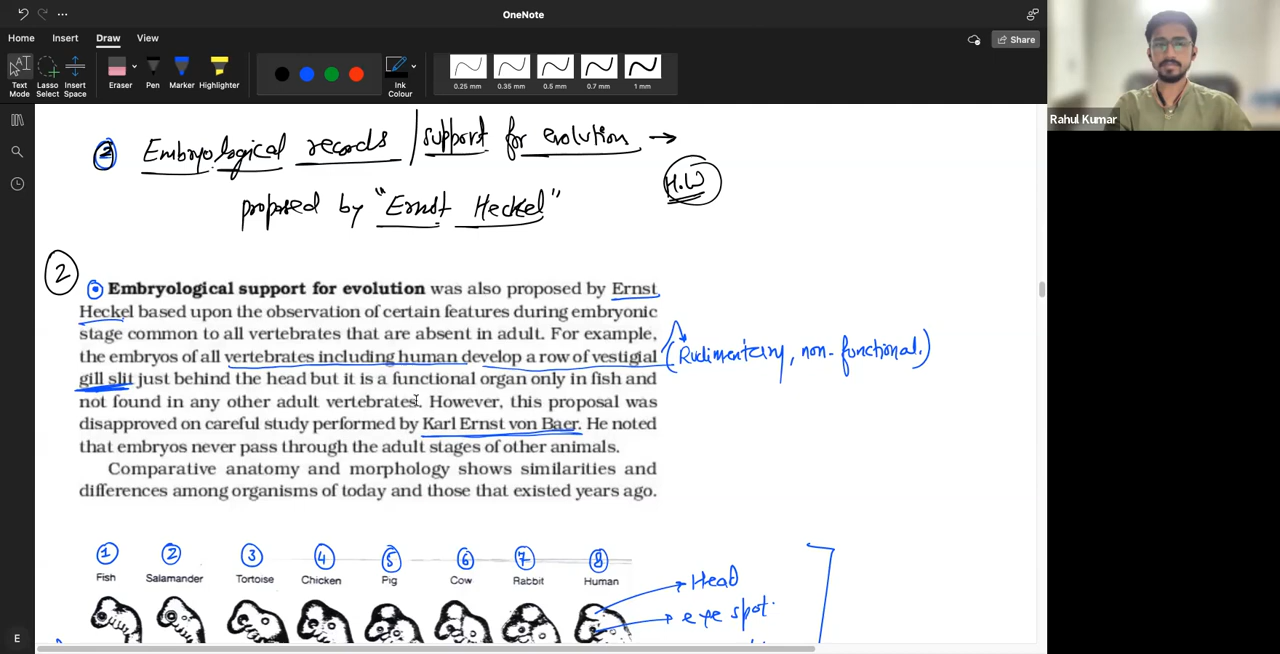 OneNote
Home Insert Draw View
Share
Text Mode
Lasso Select
Insert Space
Eraser
Pen
Marker
Highlighter
Ink Colour
0.25 mm 0.35 mm 0.5 mm 0.7 mm 1 mm
Rahul Kumar
Embryological records / support for evolution →
H.W
proposed by "Ernst Heckel"
2
Embryological support for evolution was also proposed by Ernst
Heckel based upon the observation of certain features during embryonic
stage common to all vertebrates that are absent in adult. For example,
the embryos of all vertebrates including human develop a row of vestigial
(Rudimentary, non-functional.)
gill slit just behind the head but it is a functional organ only in fish and
not found in any other adult vertebrates. However, this proposal was
disapproved on careful study performed by Karl Ernst von Baer. He noted
that embryos never pass through the adult stages of other animals.
Comparative anatomy and morphology shows similarities and
differences among organisms of today and those that existed years ago.
1 2 3 4 5 6 7 8
Fish Salamander Tortoise Chicken Pig Cow Rabbit Human
Head
eye spot.
E